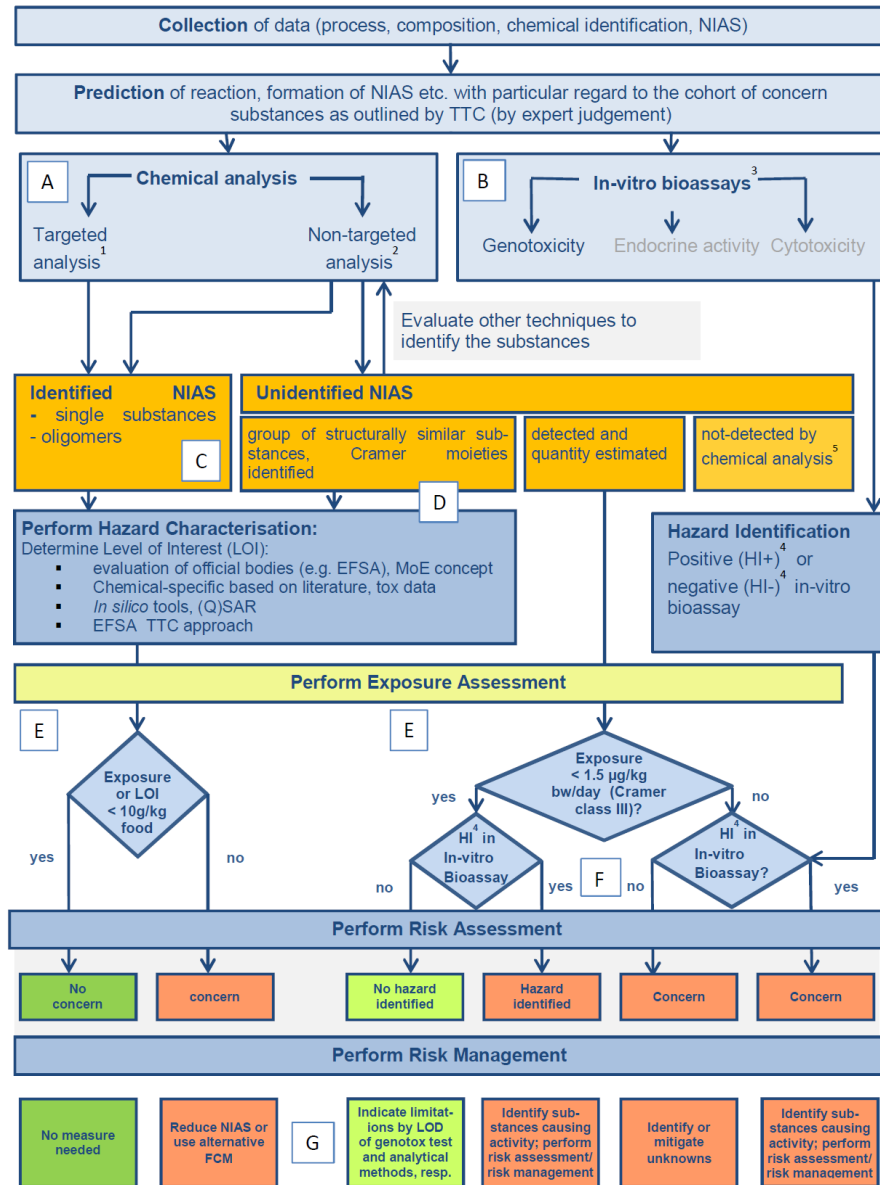 Collection of data (process, composition, chemical identification, NIAS)
Prediction of reaction, formation of NIAS etc. with particular regard to the cohort of concern
substances as outlined by TTC (by expert judgement)
A
Chemical analysis
Targeted
analysis1
Non-targeted
analysis2
B
In-vitro bioassays3
Genotoxicity
Endocrine activity
Cytotoxicity
Evaluate other techniques to
identify the substances
Identified NIAS
- single substances
- oligomers
C
Unidentified NIAS
group of structurally similar sub-
stances, Cramer moieties
identified
D
detected and
quantity estimated
not-detected by
chemical analysis5
Perform Hazard Characterisation:
Determine Level of Interest (LOI):
▪ evaluation of official bodies (e.g. EFSA), MoE concept
▪ Chemical-specific based on literature, tox data
▪ In silico tools, (Q)SAR
▪ EFSA TTC approach
Hazard Identification
Positive (HI+)4 or
negative (HI-)4 in-vitro
bioassay
Perform Exposure Assessment
E
Exposure
or LOI
< 10g/kg
food
yes
no
E
Exposure
< 1.5 µg/kg
bw/day (Cramer
class III)?
yes
no
HI4 in
In-vitro
Bioassay
no
yes
F
HI4 in
In-vitro
Bioassay?
no
yes
Perform Risk Assessment
No
concern
concern
No hazard
identified
Hazard
identified
Concern
Concern
Perform Risk Management
No measure
needed
Reduce NIAS or
use alternative
FCM
G
Indicate limitat-
ions by LOD
of genotox test
and analytical
methods, resp.
Identify sub-
stances causing
activity; perform
risk assessment/
risk management
Identify or
mitigate
unknowns
Identify sub-
stances causing
activity; perform
risk assessment/
risk management